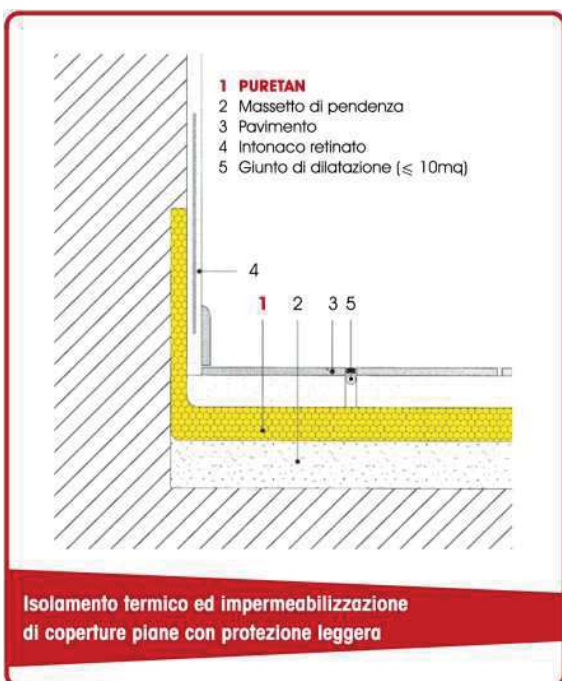 1 PURETAN
2 Massetto di pendenza
3 Pavimento
4 Intonaco retinato
5 Giunto di dilatazione (⩽ 10mq)
4
1 2 3 5
Isolamento termico ed impermeabilizzazione
di coperture piane con protezione leggera